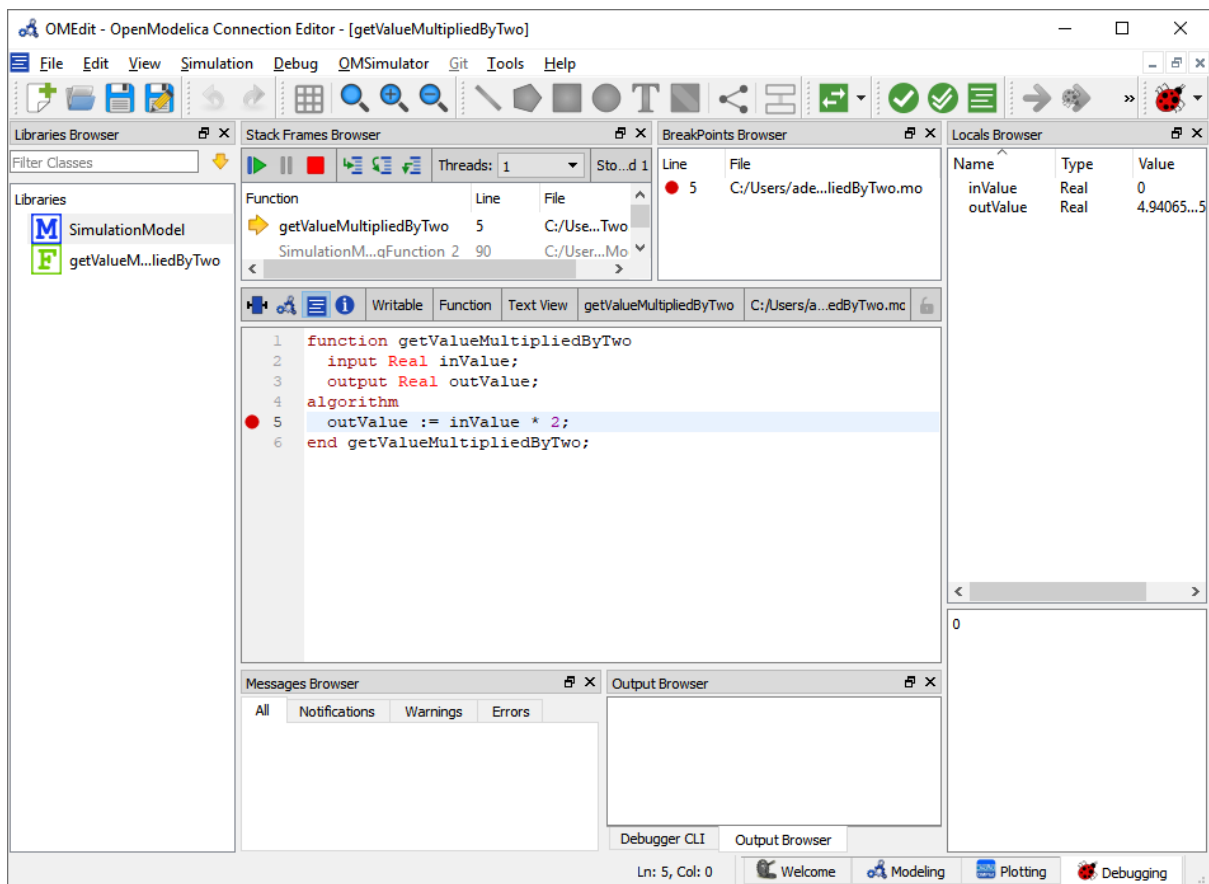 OMEdit - OpenModelica Connection Editor - [getValueMultipliedByTwo]
File Edit View Simulation Debug OMSimulator Git Tools Help
T
»
Libraries Browser
Filter Classes
Libraries
M SimulationModel
F getValueM...liedByTwo
Stack Frames Browser
Threads: 1 Sto...d 1
Function Line File
getValueMultipliedByTwo 5 C:/Use...Two
SimulationM...qFunction_2 90 C:/User...Mo
BreakPoints Browser
Line File
5 C:/Users/ade...liedByTwo.mo
Locals Browser
Name Type Value
inValue Real 0
outValue Real 4.94065...5
0
Writable Function Text View getValueMultipliedByTwo C:/Users/a...edByTwo.mo
1 function getValueMultipliedByTwo
2 input Real inValue;
3 output Real outValue;
4 algorithm
5 outValue := inValue * 2;
6 end getValueMultipliedByTwo;
Messages Browser
All Notifications Warnings Errors
Output Browser
Debugger CLI Output Browser
Ln: 5, Col: 0 Welcome Modeling Plotting Debugging